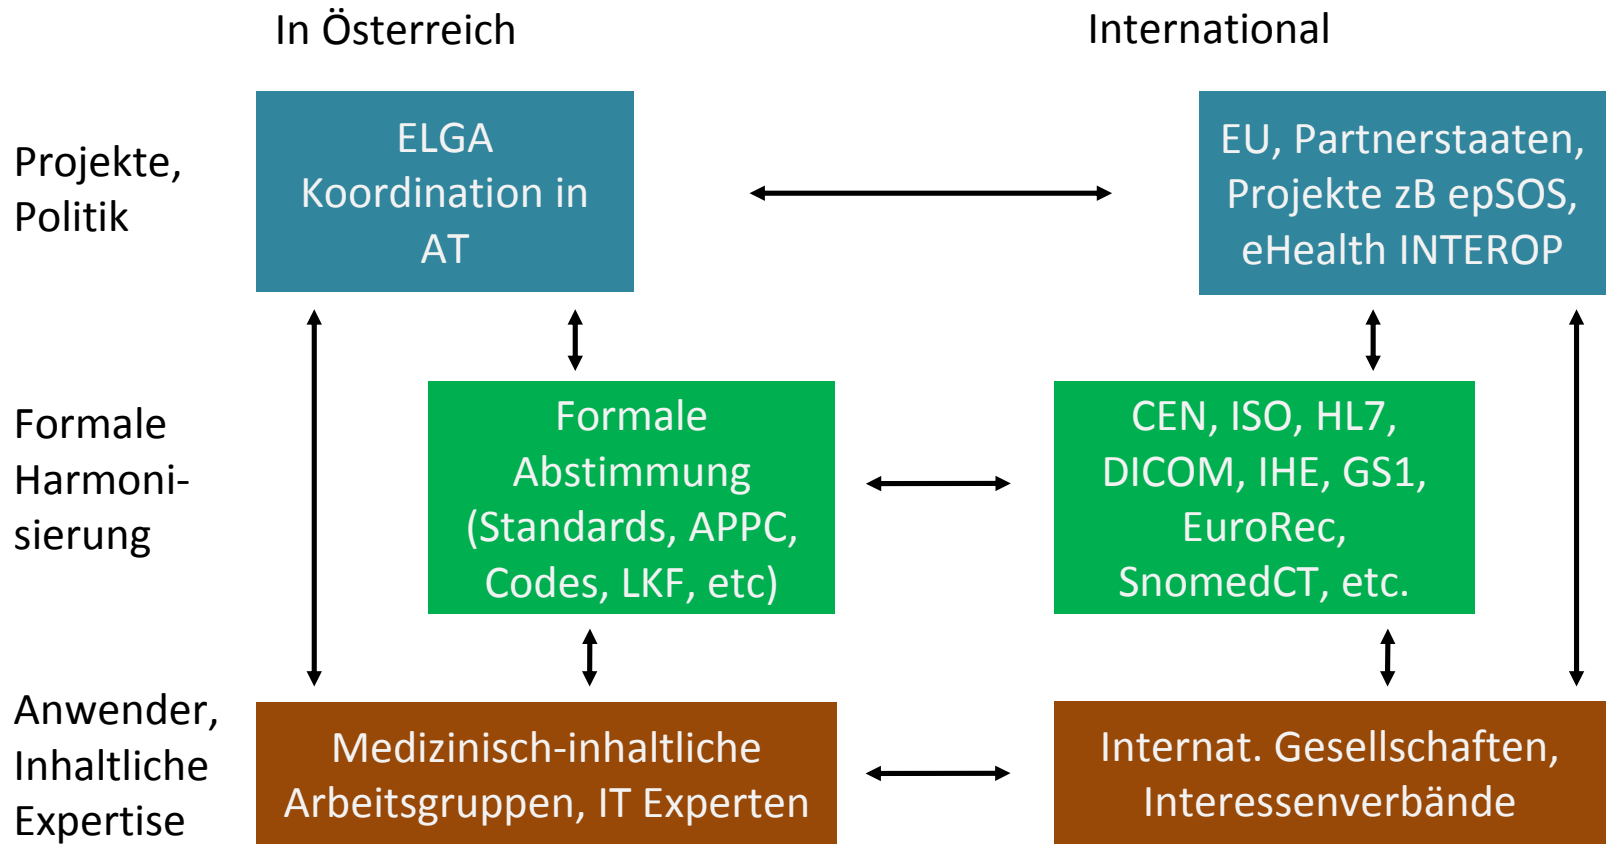 In Österreich
International
Projekte,
Politik
ELGA
Koordination in
AT
EU, Partnerstaaten,
Projekte zB epSOS,
eHealth INTEROP
Formale
Harmoni-
sierung
Formale
Abstimmung
(Standards, APPC,
Codes, LKF, etc)
CEN, ISO, HL7,
DICOM, IHE, GS1,
EuroRec,
SnomedCT, etc.
Anwender,
Inhaltliche
Expertise
Medizinisch-inhaltliche
Arbeitsgruppen, IT Experten
Internat. Gesellschaften,
Interessenverbände